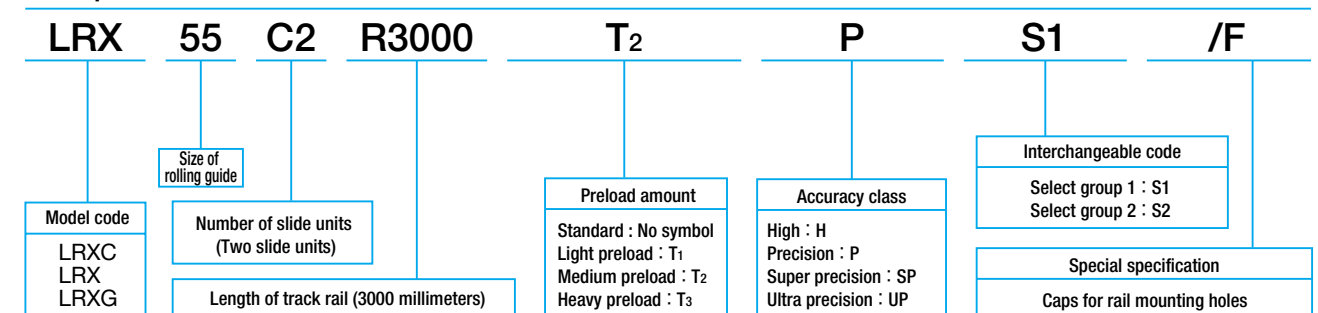 LRX 55 C2 R3000 T2 P S1 /F
Size of
rolling guide
Model code
LRXC
LRX
LRXG
Number of slide units
(Two slide units)
Length of track rail (3000 millimeters)
Preload amount
Standard : No symbol
Light preload：T1
Medium preload：T2
Heavy preload：T3
Accuracy class
High：H
Precision：P
Super precision：SP
Ultra precision：UP
Interchangeable code
Select group 1：S1
Select group 2：S2
Special specification
Caps for rail mounting holes